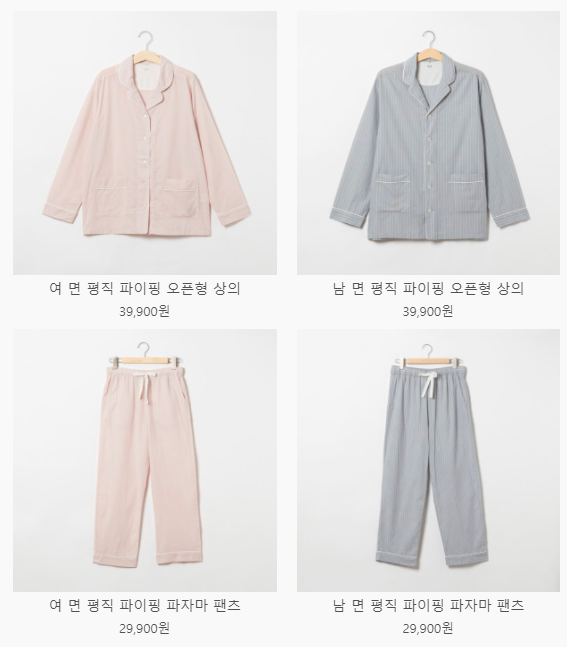 여 면 평직 파이핑 오픈형 상의
39,900원
남 면 평직 파이핑 오픈형 상의
39,900원
여 면 평직 파이핑 파자마 팬츠
29,900원
남 면 평직 파이핑 파자마 팬츠
29,900원